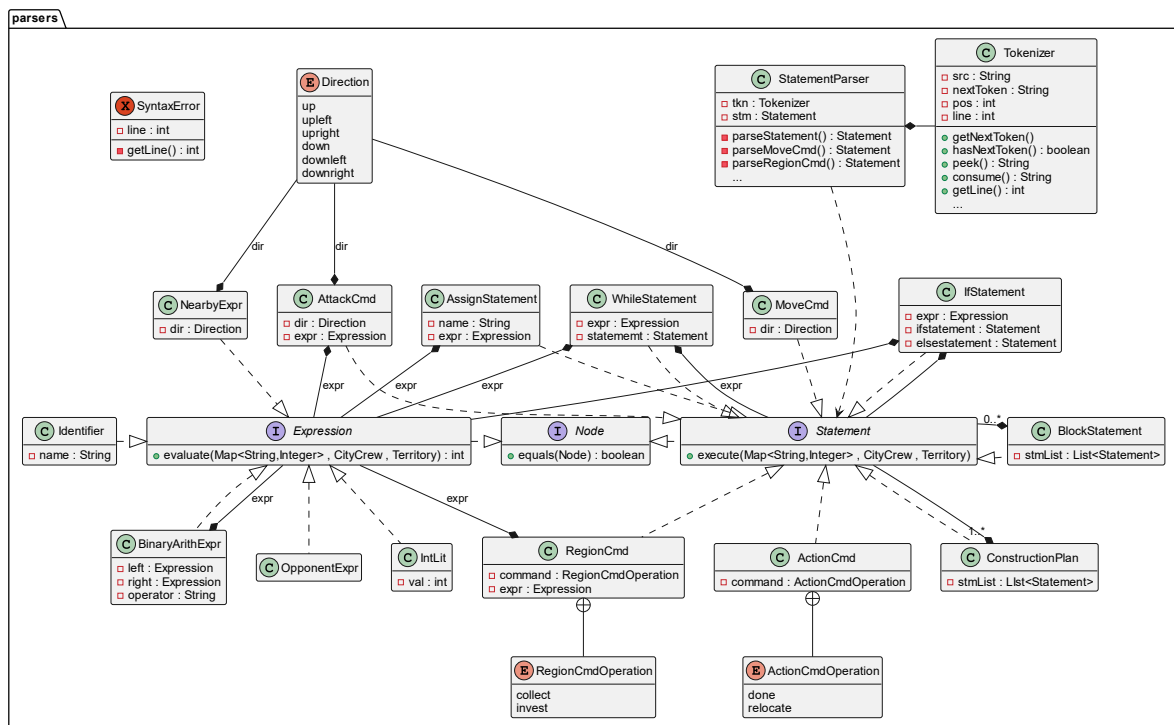 parsers
X SyntaxError
line : int
getLine() : int
E Direction
up
upleft
upright
down
downleft
downright
C StatementParser
tkn : Tokenizer
stm : Statement
parseStatement() : Statement
parseMoveCmd() : Statement
parseRegionCmd() : Statement
...
C Tokenizer
src : String
nextToken : String
pos : int
line : int
getNextToken()
hasNextToken() : boolean
peek() : String
consume() : String
getLine() : int
...
dir
dir
dir
C NearbyExpr
dir : Direction
C AttackCmd
dir : Direction
expr : Expression
C AssignStatement
name : String
expr : Expression
C WhileStatement
expr : Expression
statememt : Statement
C MoveCmd
dir : Direction
C IfStatement
expr : Expression
ifstatement : Statement
elsestatement : Statement
expr
expr
expr
expr
C Identifier
name : String
I Expression
evaluate(Map<String,Integer> , CityCrew , Territory) : int
I Node
equals(Node) : boolean
I Statement
execute(Map<String,Integer> , CityCrew , Territory)
0..*
C BlockStatement
stmList : List<Statement>
expr
expr
1..*
C BinaryArithExpr
left : Expression
right : Expression
operator : String
C OpponentExpr
C IntLit
val : int
C RegionCmd
command : RegionCmdOperation
expr : Expression
C ActionCmd
command : ActionCmdOperation
C ConstructionPlan
stmList : LIst<Statement>
E RegionCmdOperation
collect
invest
E ActionCmdOperation
done
relocate